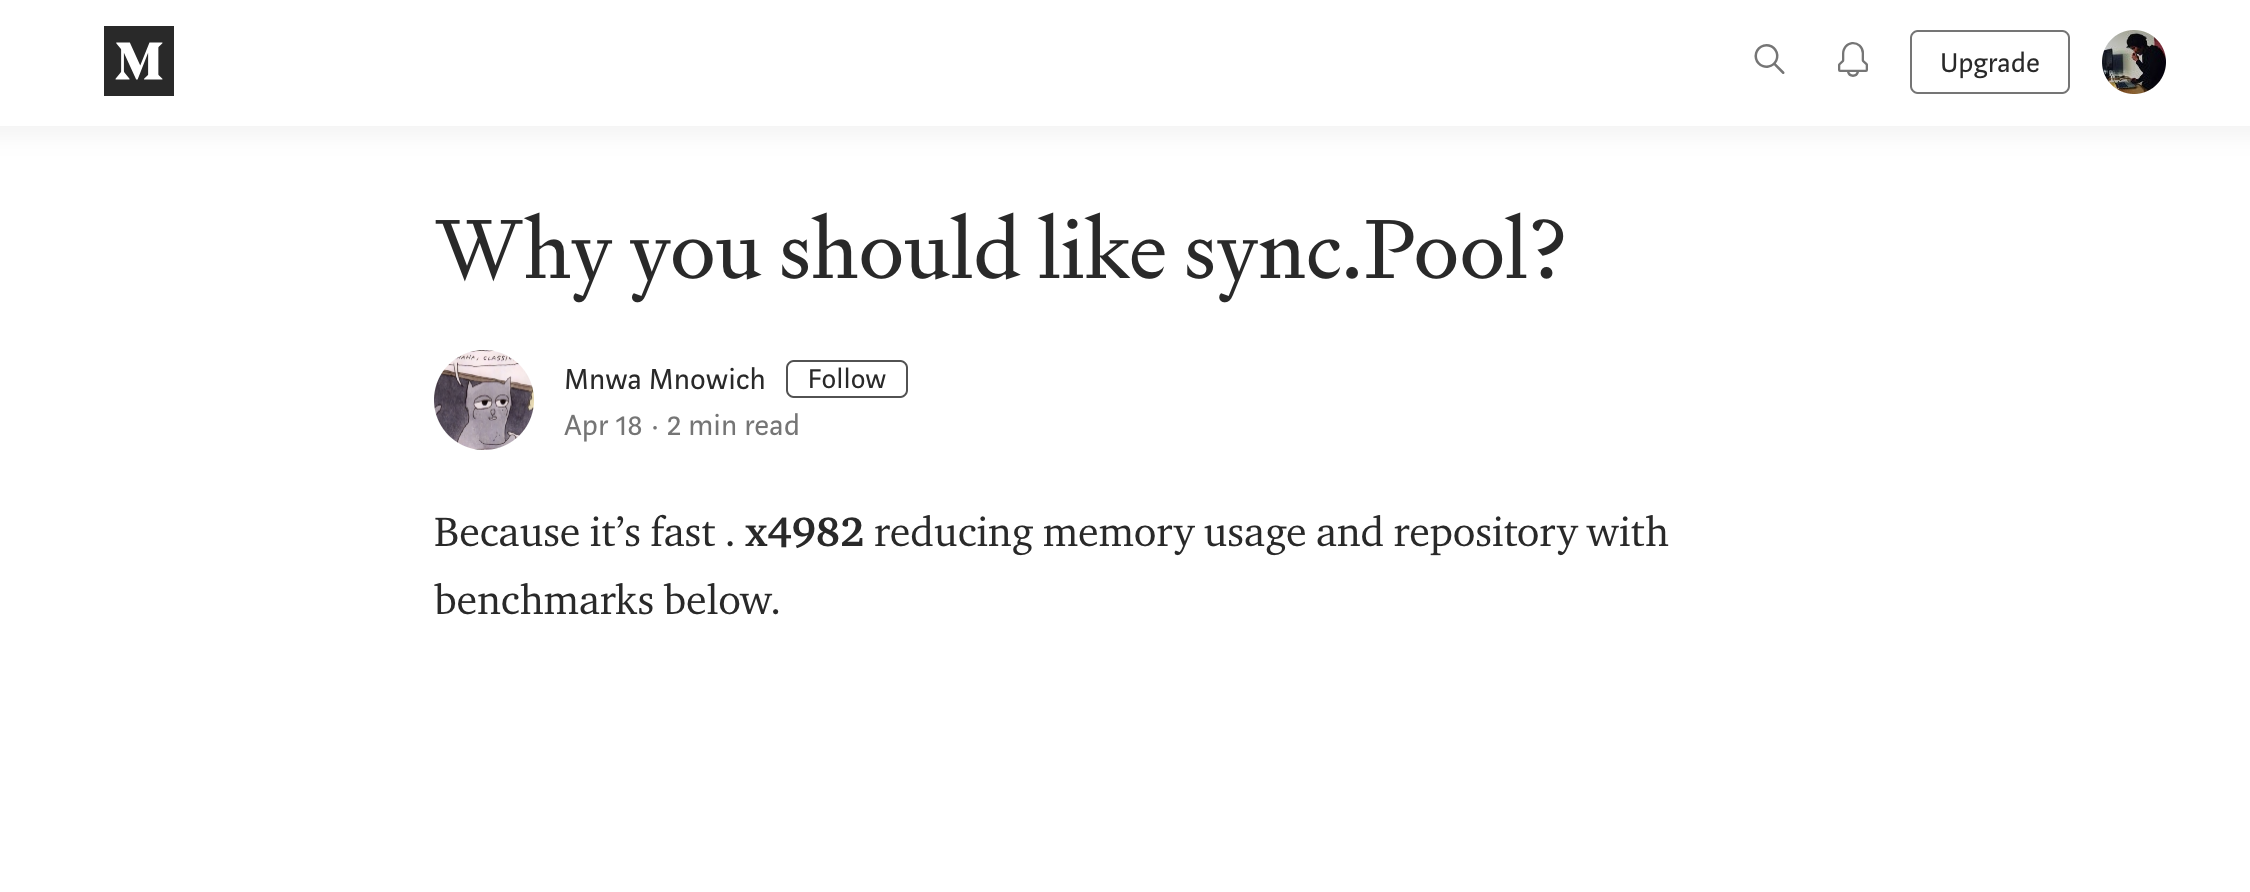 M
Upgrade
Why you should like sync.Pool?
Mnwa Mnowich Follow
Apr 18 · 2 min read
Because it’s fast . x4982 reducing memory usage and repository with
benchmarks below.